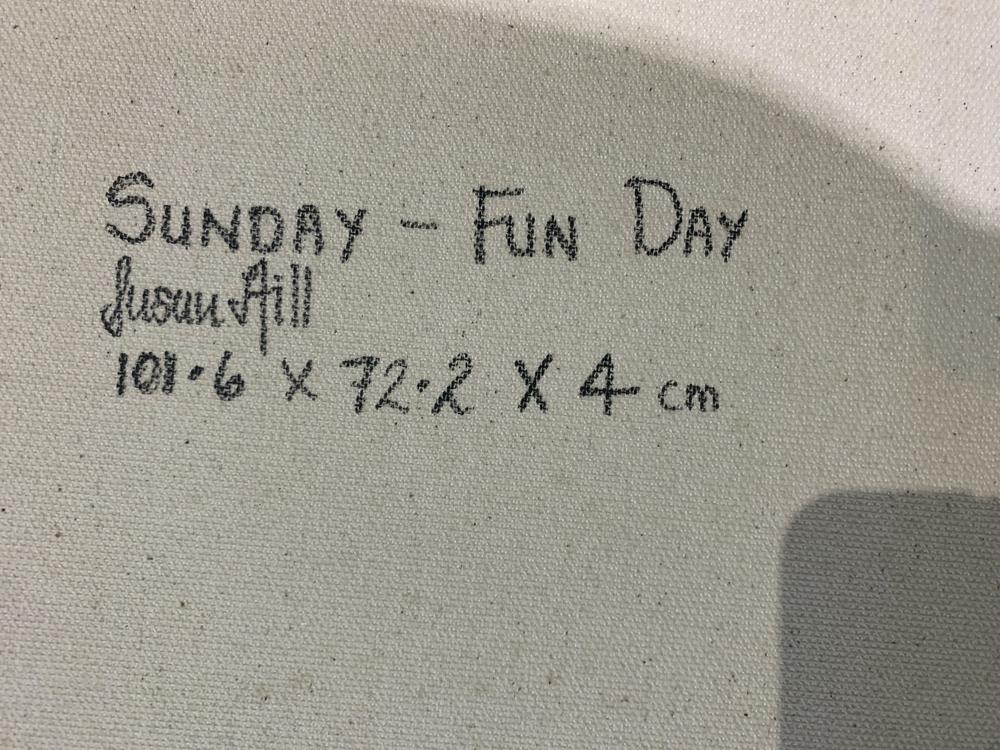 SUNDAY - FUN DAY
Susan Hill
101.6 X 72.2 X 4 cm